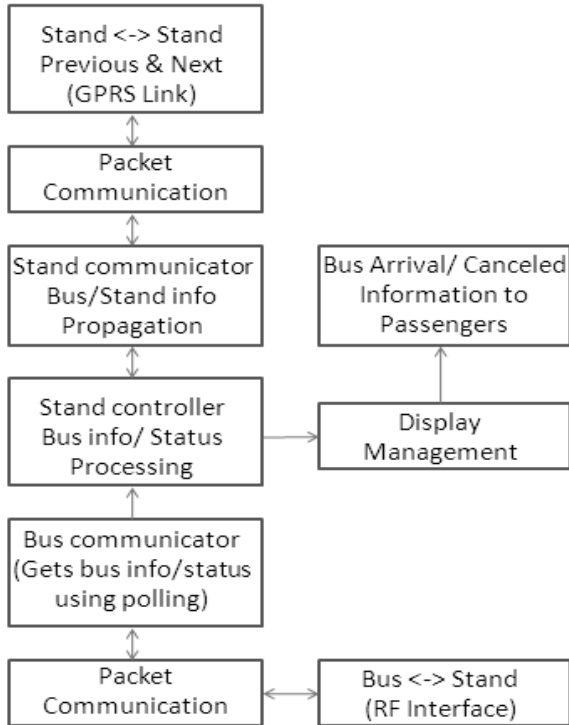 Stand <-> Stand
Previous & Next
(GPRS Link)
Packet
Communication
Stand communicator
Bus/Stand info
Propagation
Bus Arrival/ Canceled
Information to
Passengers
Stand controller
Bus info/ Status
Processing
Display
Management
Bus communicator
(Gets bus info/status
using polling)
Packet
Communication
Bus <-> Stand
(RF Interface)